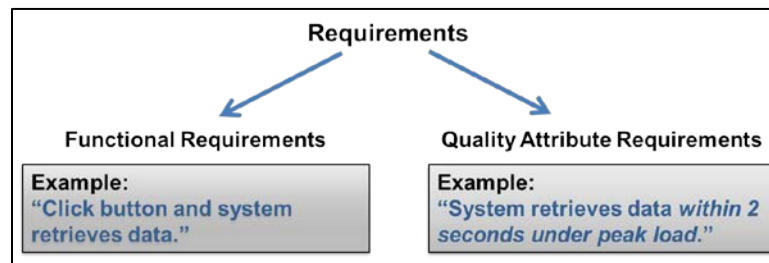 Requirements
Functional Requirements
Quality Attribute Requirements
Example:
“Click button and system
retrieves data.”
Example:
“System retrieves data within 2
seconds under peak load.”